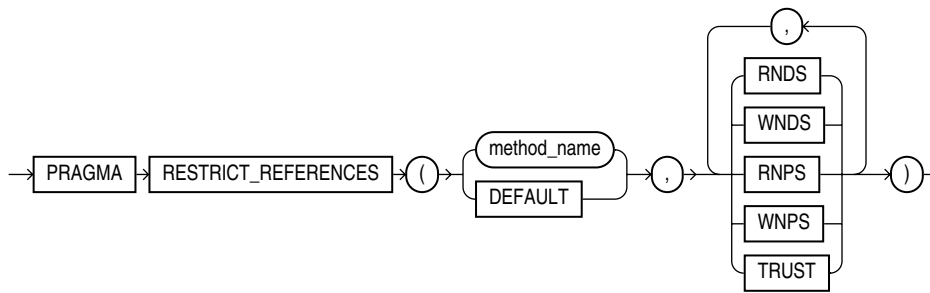 ,
RNDS
WNDS
method_name
PRAGMA RESTRICT_REFERENCES ( , RNPS )
DEFAULT
WNPS
TRUST